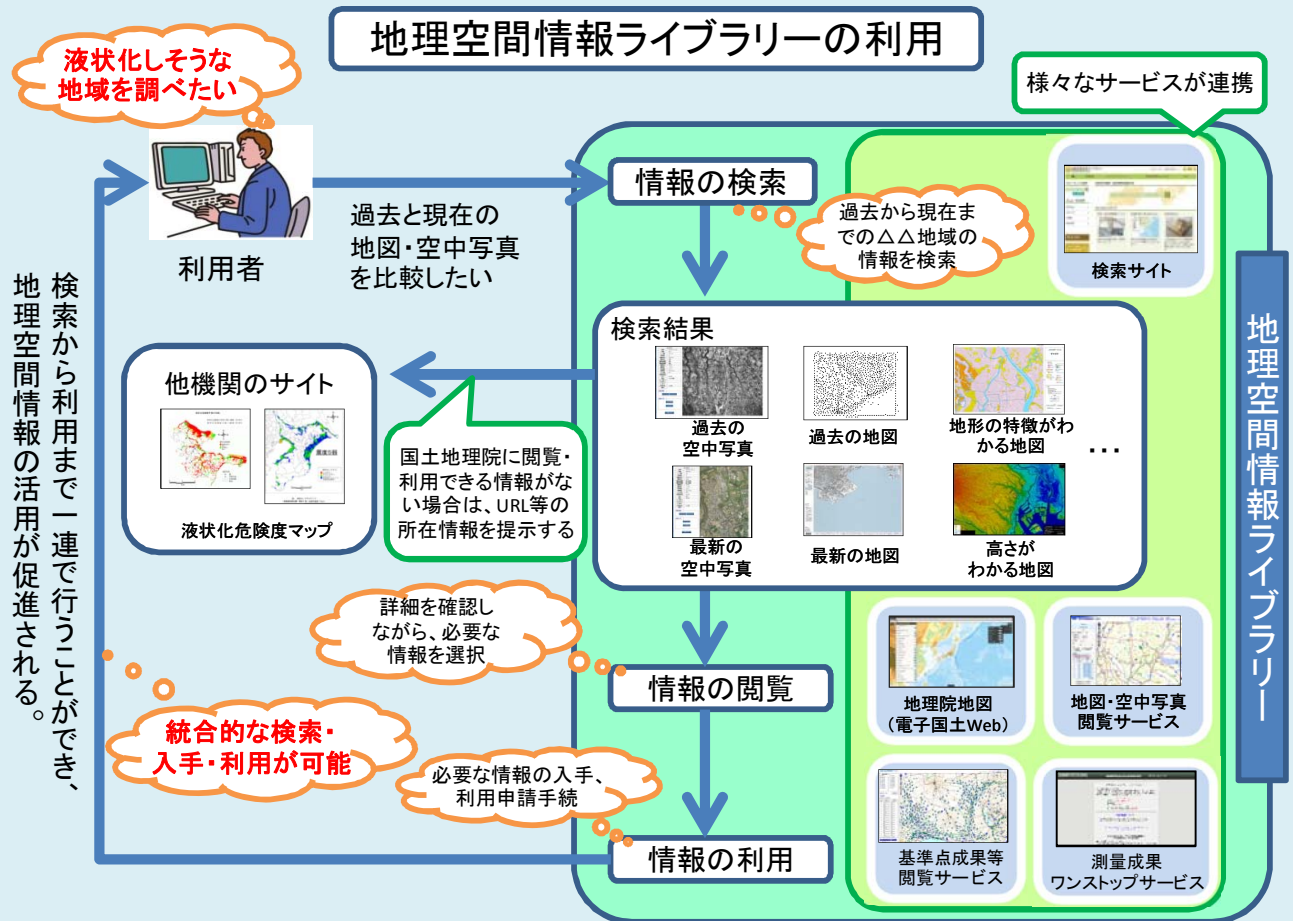 地理空間情報ライブラリーの利用
液状化しそうな
地域を調べたい
様々なサービスが連携
利用者
過去と現在の
地図・空中写真
を比較したい
情報の検索
過去から現在ま
での△△地域の
情報を検索
検索サイト
検索から利用まで一連で行うことができ、
地理空間情報の活用が促進される。
他機関のサイト
液状化危険度マップ
国土地理院に閲覧・
利用できる情報がな
い場合は、URL等の
所在情報を提示する
検索結果
過去の
空中写真
過去の地図
地形の特徴がわ
かる地図
…
最新の
空中写真
最新の地図
高さが
わかる地図
地理空間情報ライブラリー
詳細を確認し
ながら、必要な
情報を選択
情報の閲覧
地理院地図
(電子国土Web)
地図・空中写真
閲覧サービス
統合的な検索・
入手・利用が可能
必要な情報の入手、
利用申請手続
情報の利用
基準点成果等
閲覧サービス
測量成果
ワンストップサービス